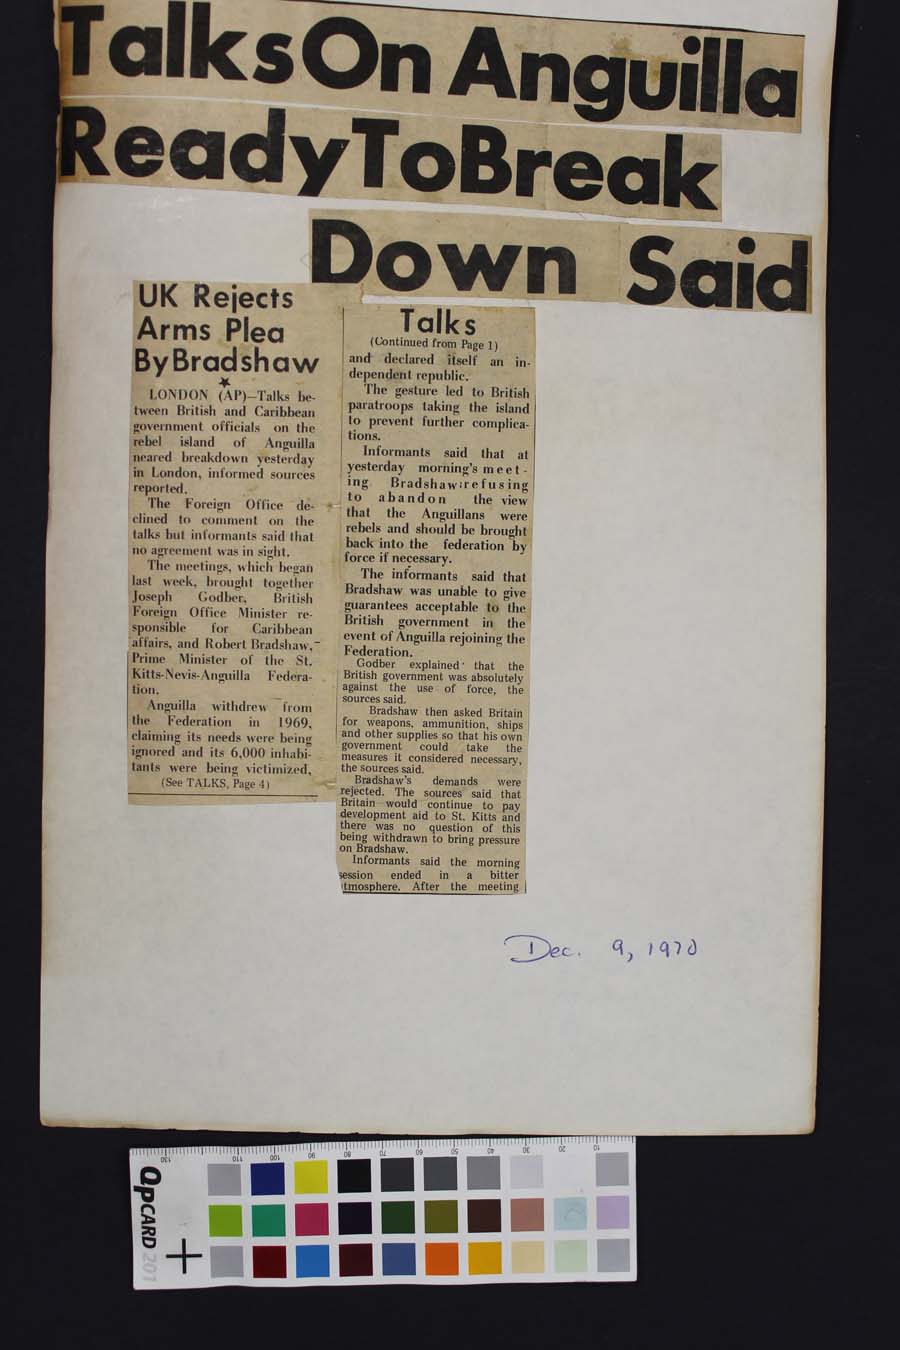 Talks On Anguilla
Ready To Break
Down Said
UK Rejects
Arms Plea
By Bradshaw
LONDON (AP)—Talks be-
tween British and Caribbean
government officials on the
rebel island of Anguilla
neared breakdown yesterday
in London, informed sources
reported.
The Foreign Office de-
clined to comment on the
talks but informants said that
no agreement was in sight.
The meetings, which began
last week, brought together
Joseph Godber, British
Foreign Office Minister re-
sponsible for Caribbean
affairs, and Robert Bradshaw,
Prime Minister of the St.
Kitts-Nevis-Anguilla Federa-
tion.
Anguilla withdrew from
the Federation in 1969,
claiming its needs were being
ignored and its 6,000 inhabi-
tants were being victimized,
(See TALKS, Page 4)
Talks
(Continued from Page 1)
and declared itself an in-
dependent republic.
The gesture led to British
paratroops taking the island
to prevent further complica-
tions.
Informants said that at
yesterday morning's meet-
ing Bradshaw:refusing
to abandon the view
that the Anguillans were
rebels and should be brought
back into the federation by
force if necessary.
The informants said that
Bradshaw was unable to give
guarantees acceptable to the
British government in the
event of Anguilla rejoining the
Federation.
Godber explained that the
British government was absolutely
against the use of force, the
sources said.
Bradshaw then asked Britain
for weapons, ammunition, ships
and other supplies so that his own
government could take the
measures it considered necessary,
the sources said.
Bradshaw's demands were
rejected. The sources said that
Britain would continue to pay
development aid to St. Kitts and
there was no question of this
being withdrawn to bring pressure
on Bradshaw.
Informants said the morning
session ended in a bitter
tmosphere. After the meeting
Dec. 9, 1970
130 110 100 90 80 70 60 50 40 30 20 10
QPCARD 201